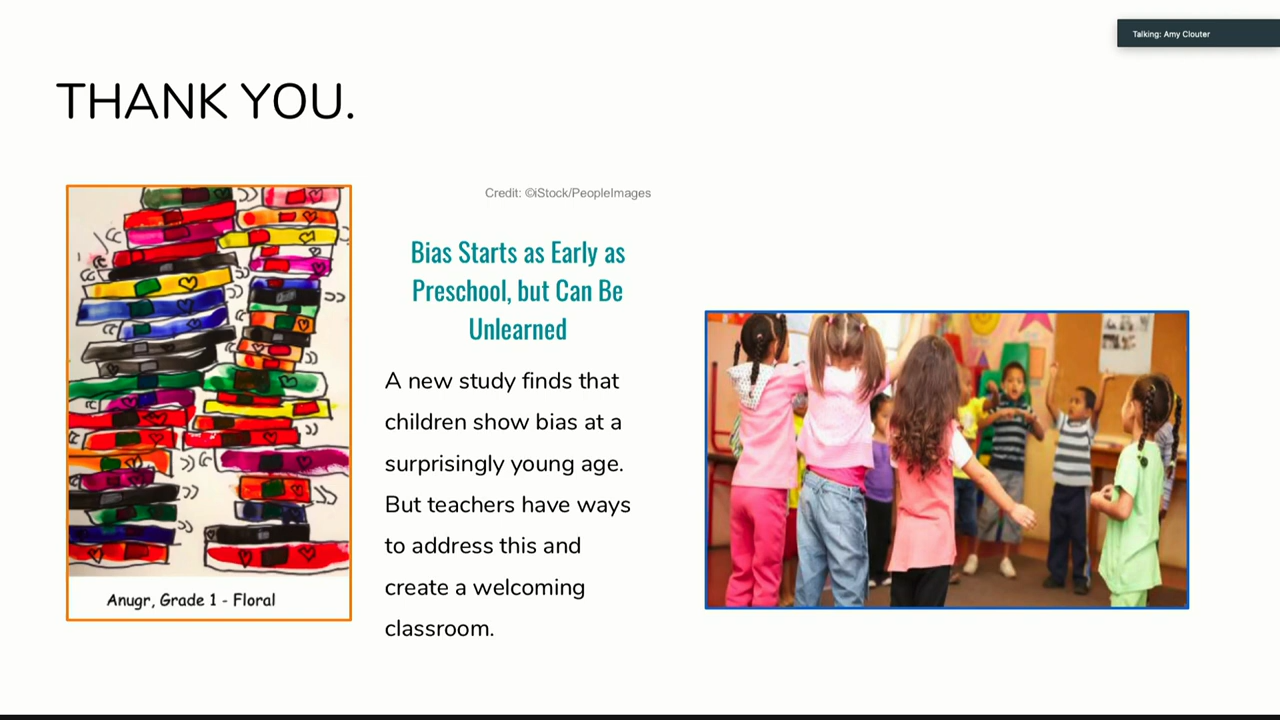 Talking: Amy Clouter
THANK YOU.
Credit: ©iStock/PeopleImages
Bias Starts as Early as
Preschool, but Can Be
Unlearned
A new study finds that
children show bias at a
surprisingly young age.
But teachers have ways
to address this and
create a welcoming
classroom.
Anugr, Grade 1 - Floral